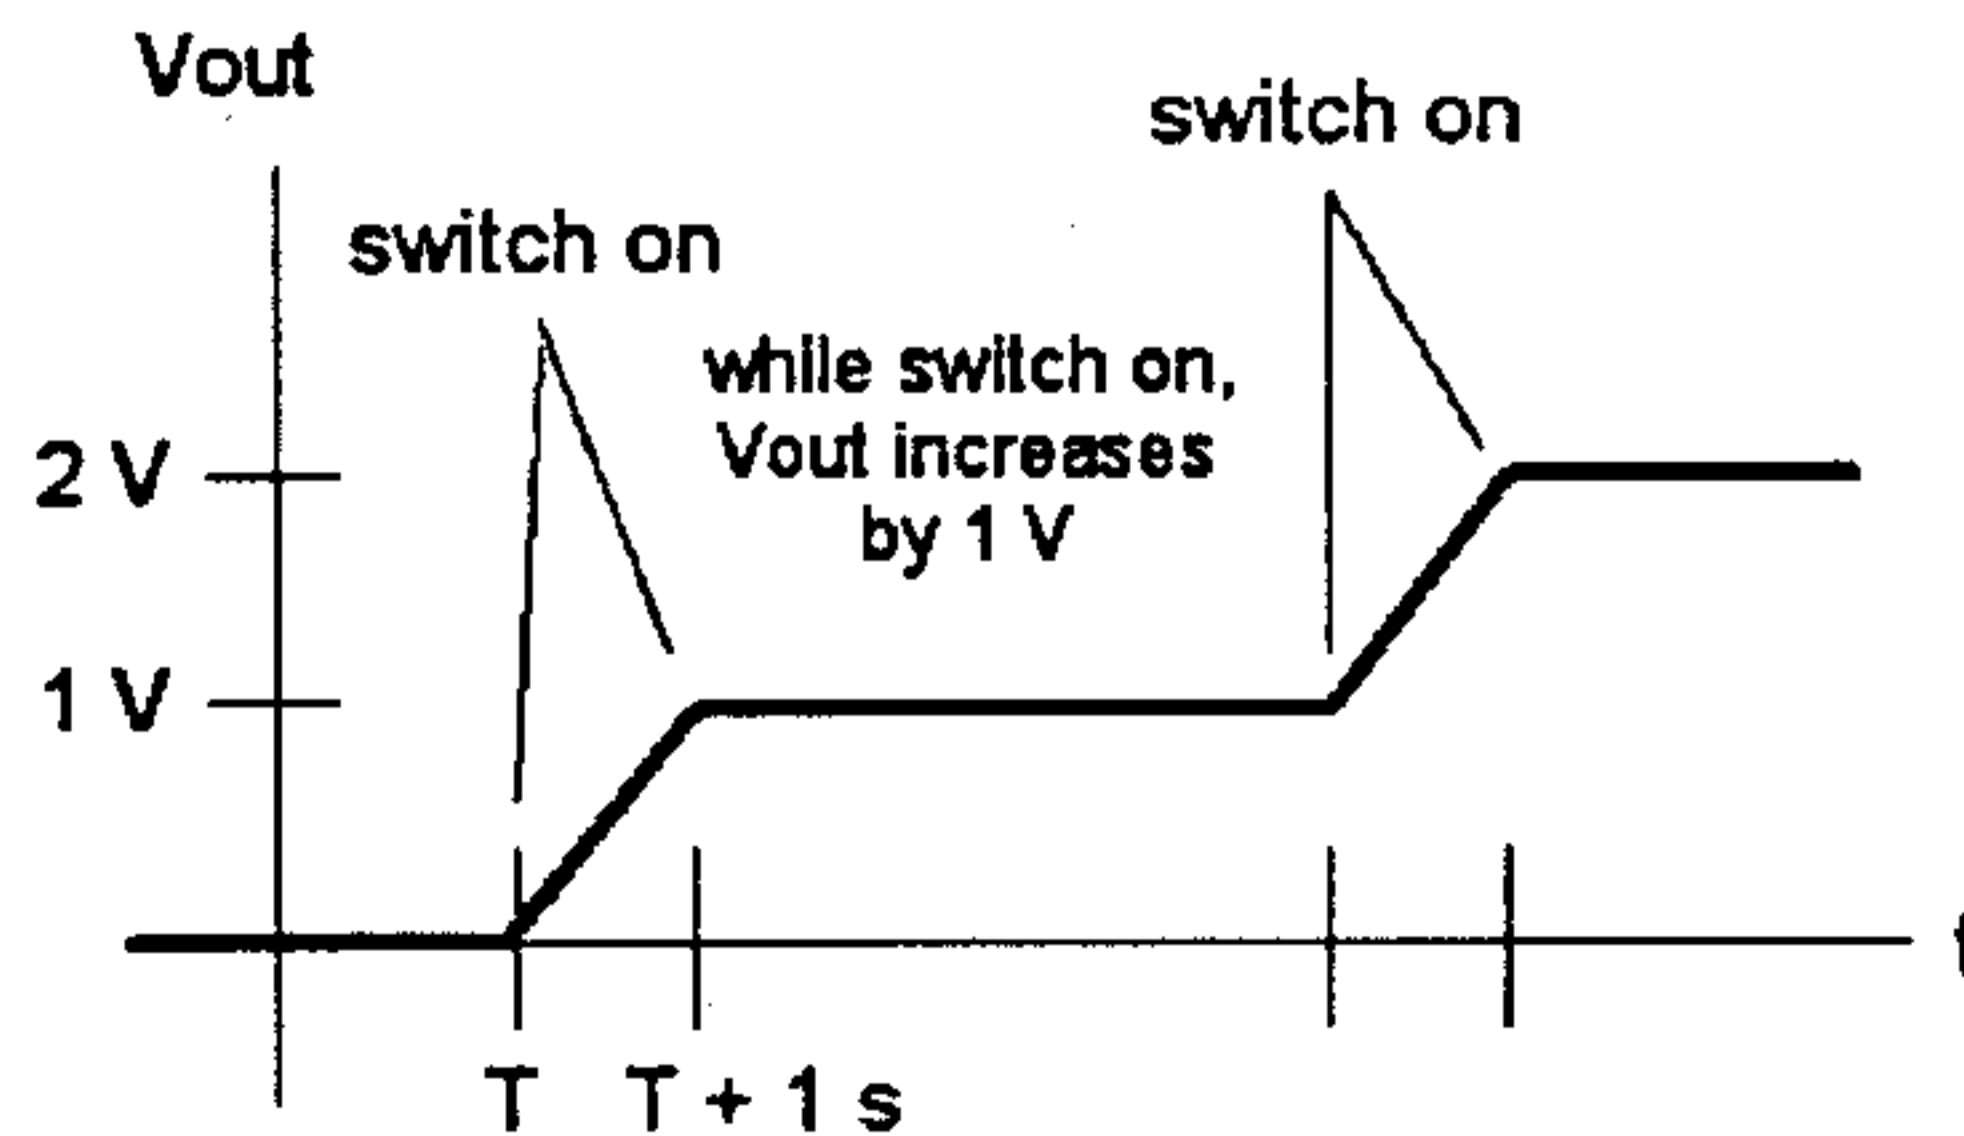 Vout
switch on
switch on
while switch on,
Vout increases
by 1 V
2 V
1 V
t
T
T + 1 s